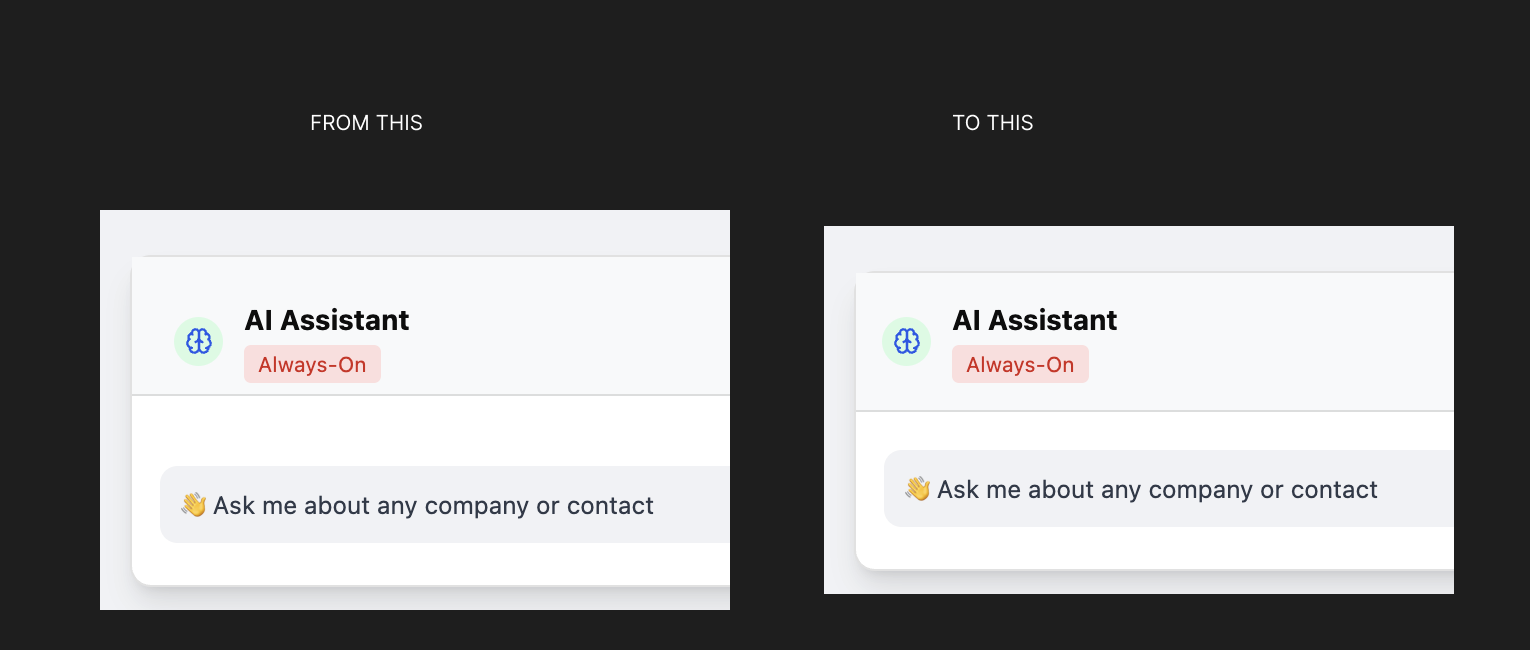 FROM THIS
TO THIS
AI Assistant
Always-On
👋 Ask me about any company or contact
AI Assistant
Always-On
👋 Ask me about any company or contact